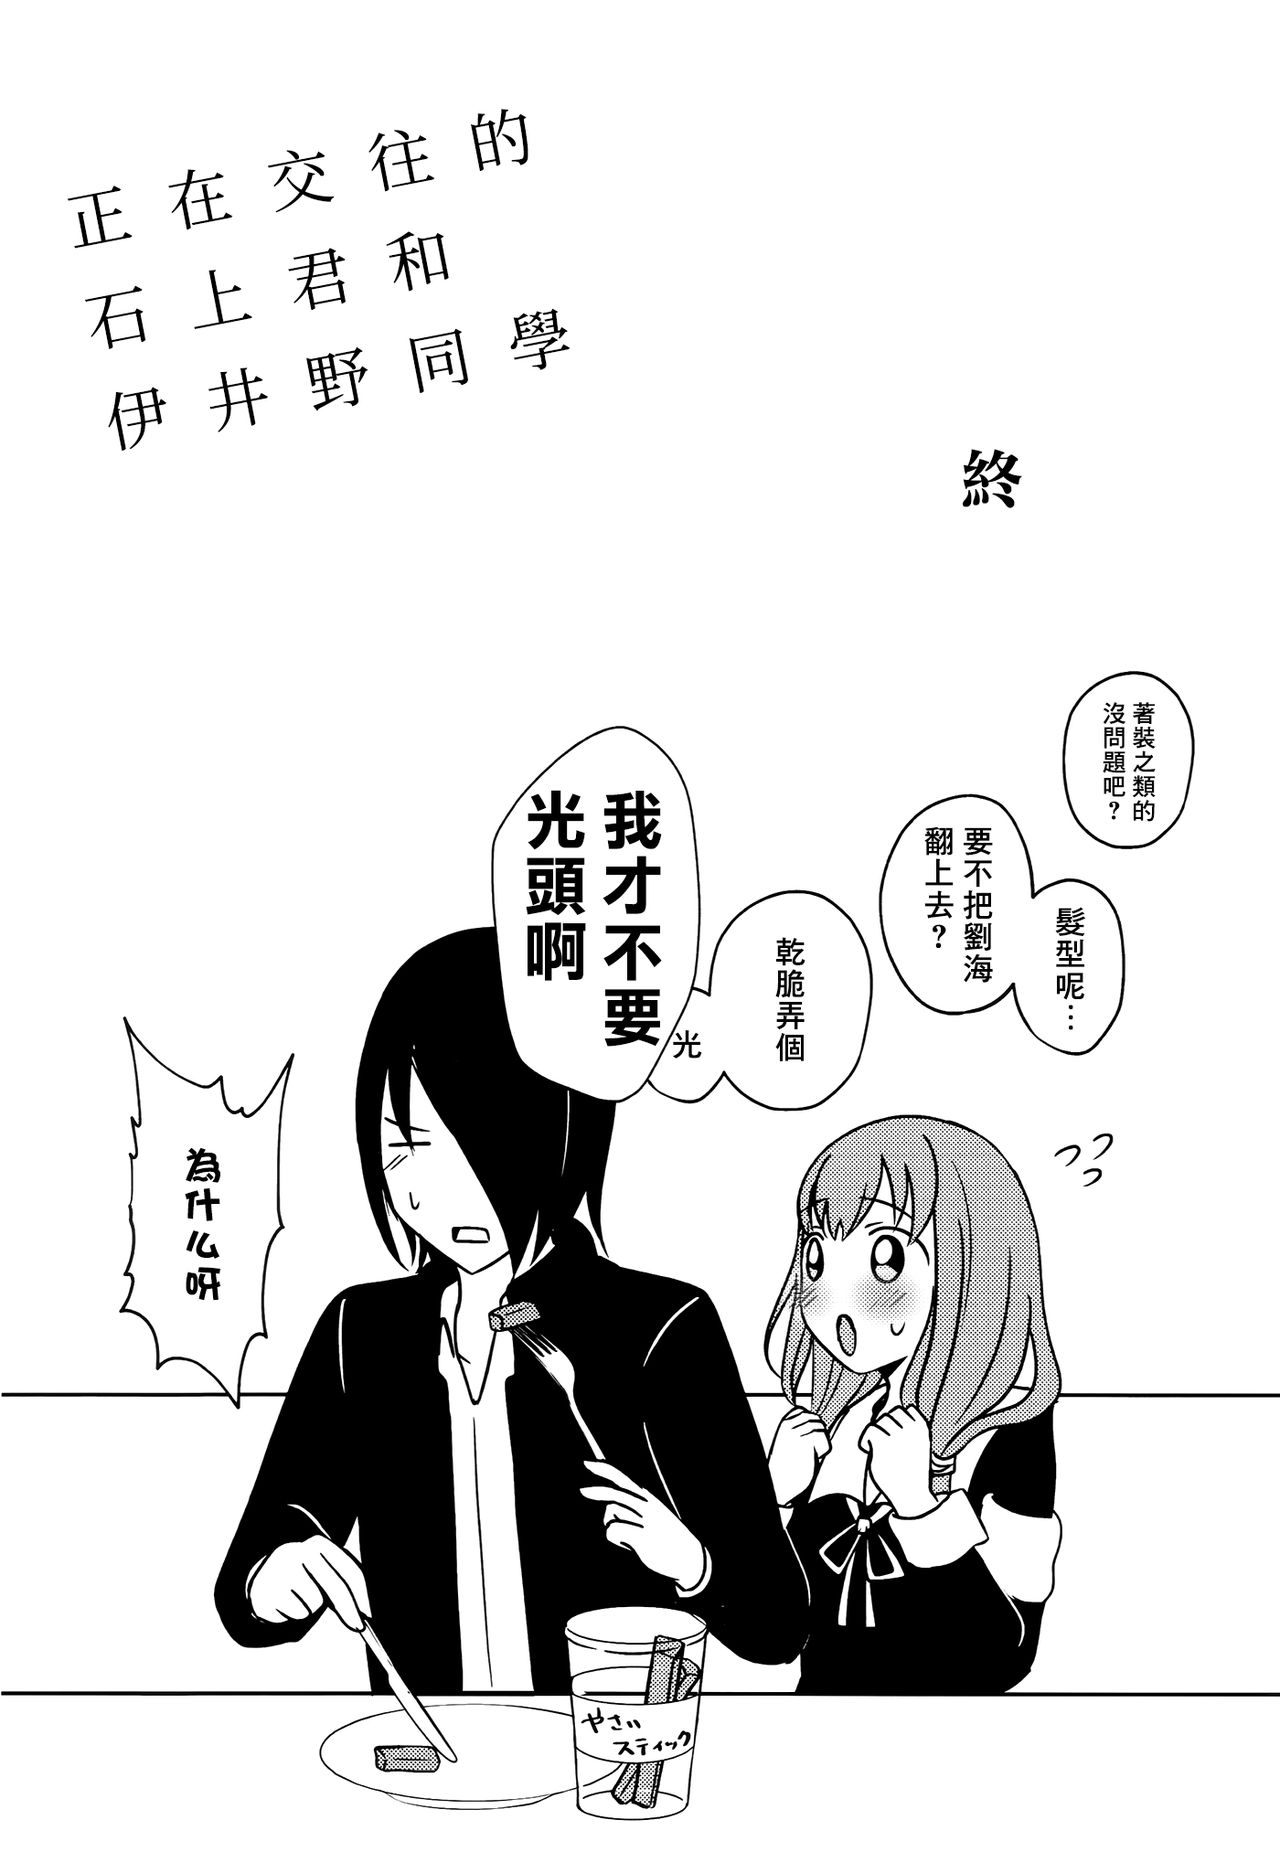 正在交往的
石上君和
伊井野同學
終
著裝之類的
沒問題吧?
髮型呢…
要不把劉海
翻上去?
乾脆弄個
光
我才不要
光頭啊
為什么呀
やさい
スティック